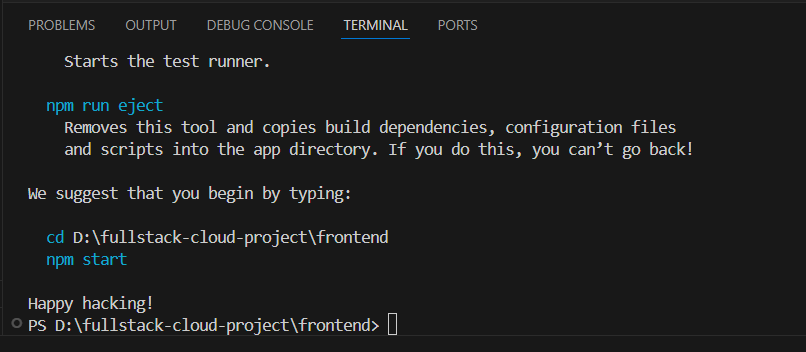 PROBLEMS OUTPUT DEBUG CONSOLE TERMINAL PORTS
Starts the test runner.
npm run eject
Removes this tool and copies build dependencies, configuration files
and scripts into the app directory. If you do this, you can’t go back!
We suggest that you begin by typing:
cd D:\fullstack-cloud-project\frontend
npm start
Happy hacking!
PS D:\fullstack-cloud-project\frontend>